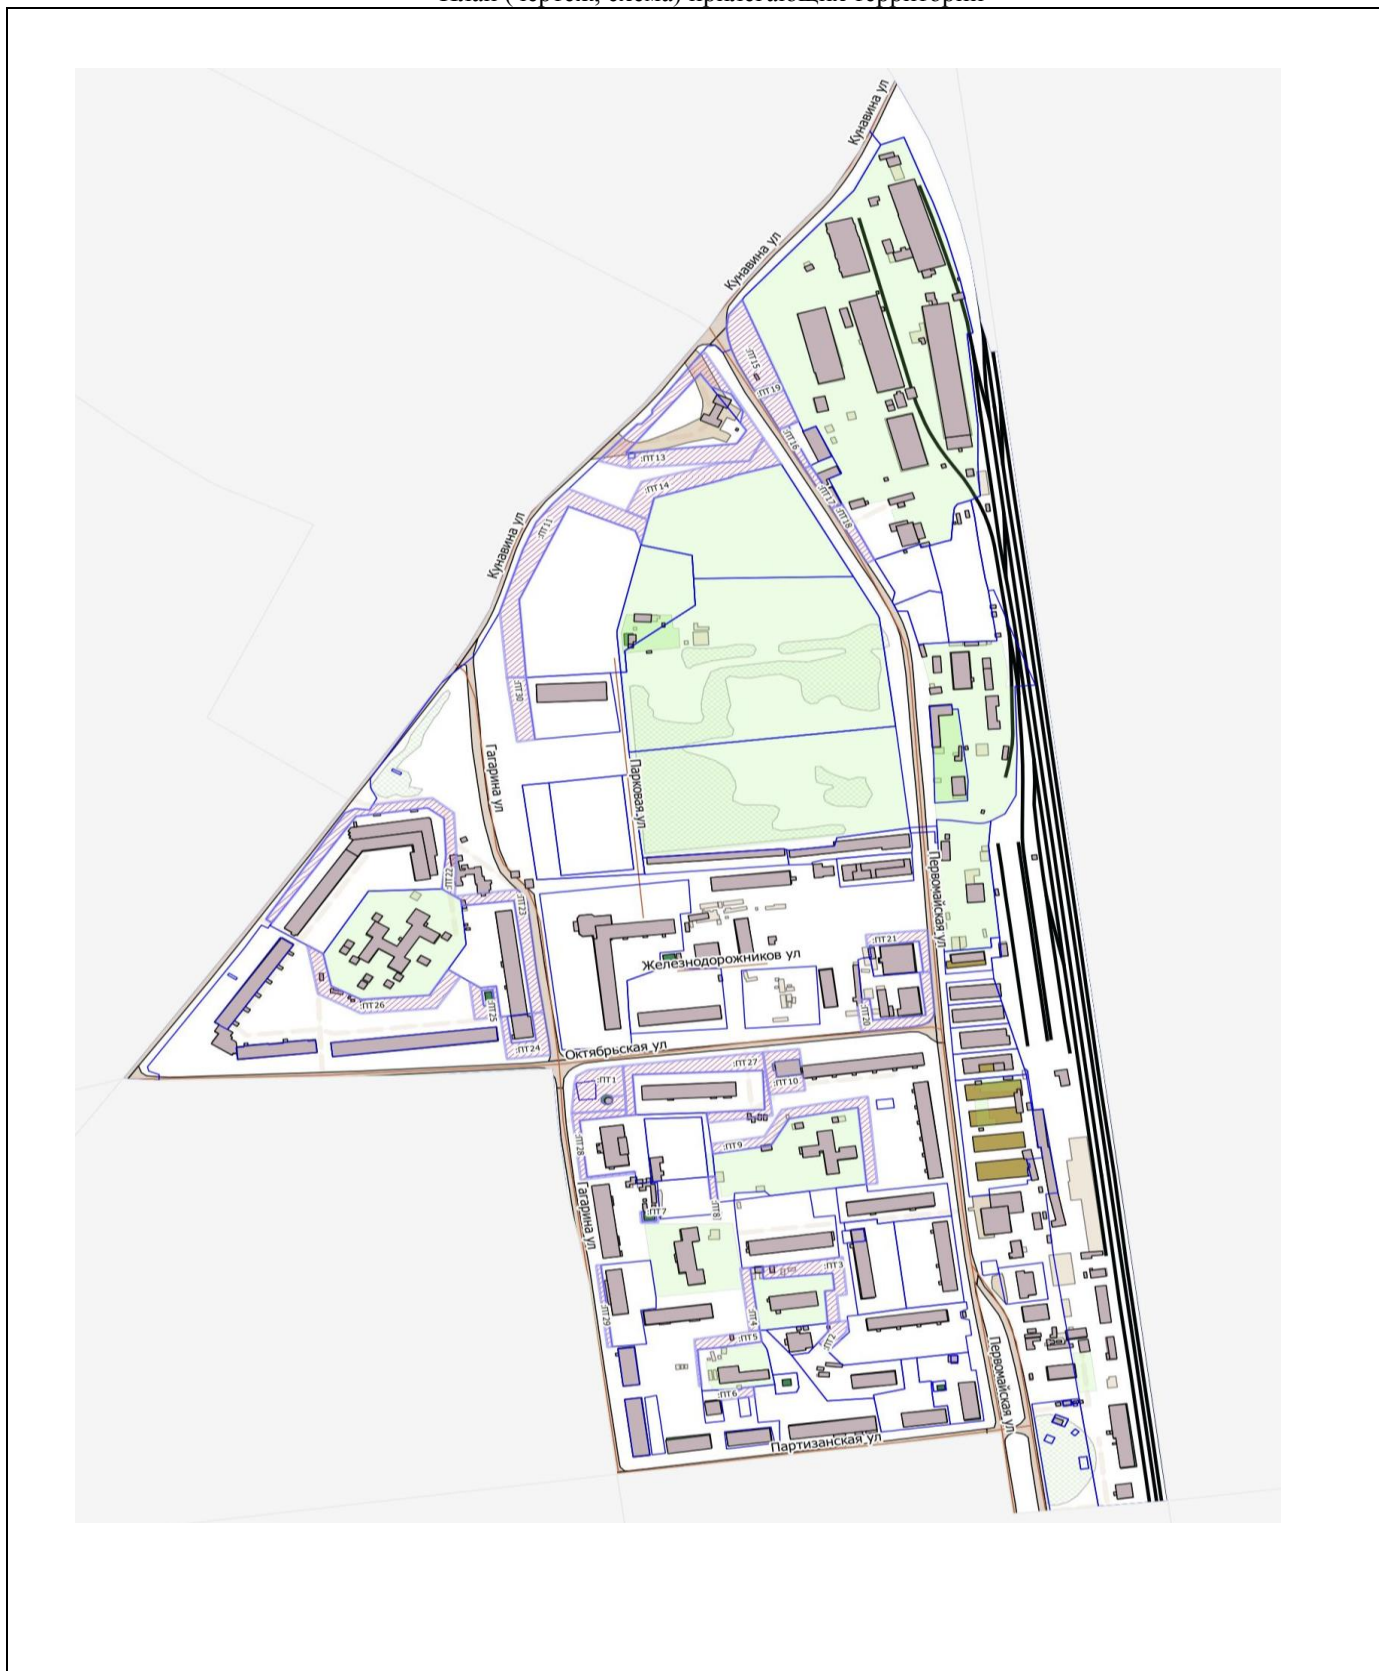 План (чертеж, схема) прилегающих территорий
Кунавина ул
Кунавина ул
:ПТ15
:ПТ19
:ПТ16
:ПТ13
:ПТ14
:ПТ17
:ПТ18
:ПТ11
Кунавина ул
:ПТ30
Гагарина ул
Парковая ул
:ПТ22
:ПТ23
Первомайская ул
:ПТ21
Железнодорожников ул
:ПТ26
:ПТ25
:ПТ20
:ПТ24
Октябрьская ул
:ПТ27
:ПТ1
:ПТ10
:ПТ28
:ПТ9
:ПТ8
:ПТ7
Гагарина ул
:ПТ3
:ПТ4
:ПТ29
:ПТ5
:ПТ2
Первомайская ул
:ПТ6
Партизанская ул